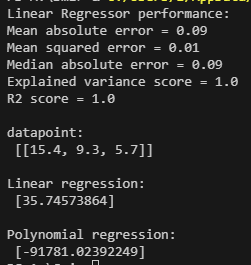 Linear Regressor performance:
Mean absolute error = 0.09
Mean squared error = 0.01
Median absolute error = 0.09
Explained variance score = 1.0
R2 score = 1.0
datapoint:
[[15.4, 9.3, 5.7]]
Linear regression:
[35.74573864]
Polynomial regression:
[-91781.02392249]